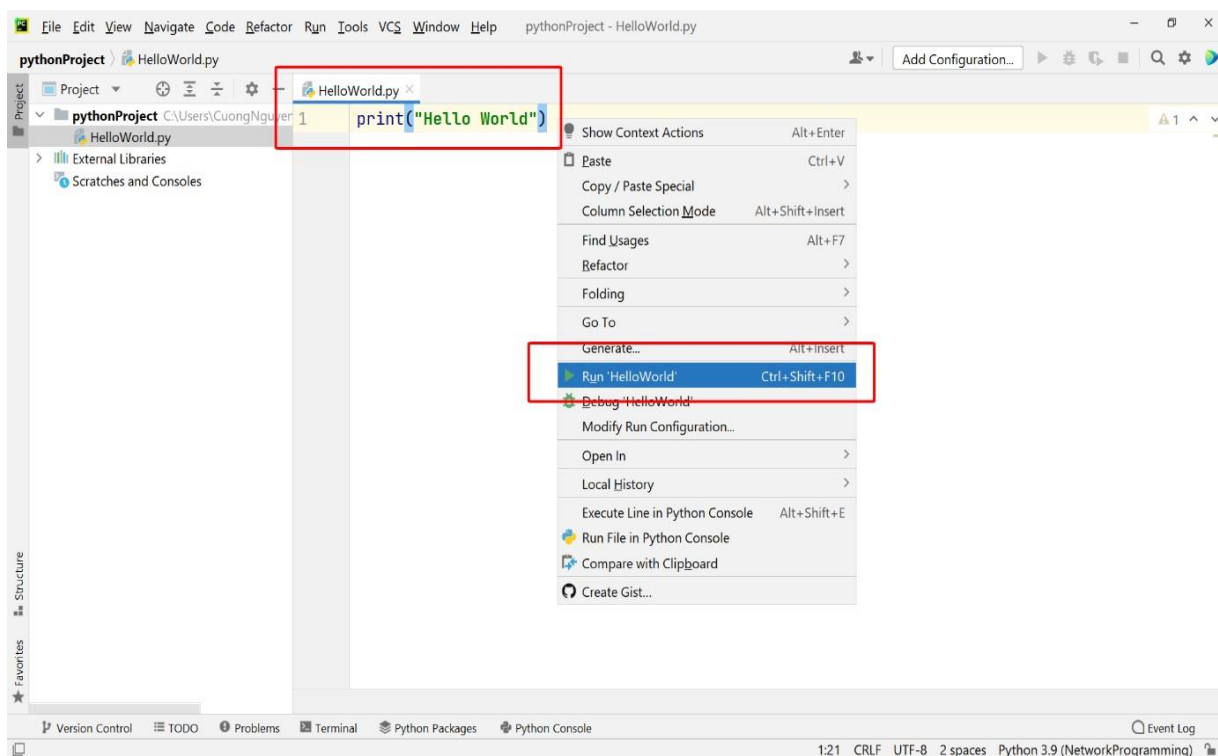 PC File Edit View Navigate Code Refactor Run Tools VCS Window Help pythonProject - HelloWorld.py
pythonProject HelloWorld.py Add Configuration...
Project HelloWorld.py
Project
pythonProject C:\Users\CuongNguyen
1 print("Hello World")
1
HelloWorld.py
External Libraries
Scratches and Consoles
Show Context Actions Alt+Enter
Paste Ctrl+V
Copy / Paste Special
Column Selection Mode Alt+Shift+Insert
Find Usages Alt+F7
Refactor
Folding
Go To
Generate... Alt+Insert
Run 'HelloWorld' Ctrl+Shift+F10
Debug 'HelloWorld'
Modify Run Configuration...
Open In
Local History
Execute Line in Python Console Alt+Shift+E
Run File in Python Console
Compare with Clipboard
Create Gist...
Structure
Favorites
Version Control TODO Problems Terminal Python Packages Python Console Event Log
1:21 CRLF UTF-8 2 spaces Python 3.9 (NetworkProgramming)